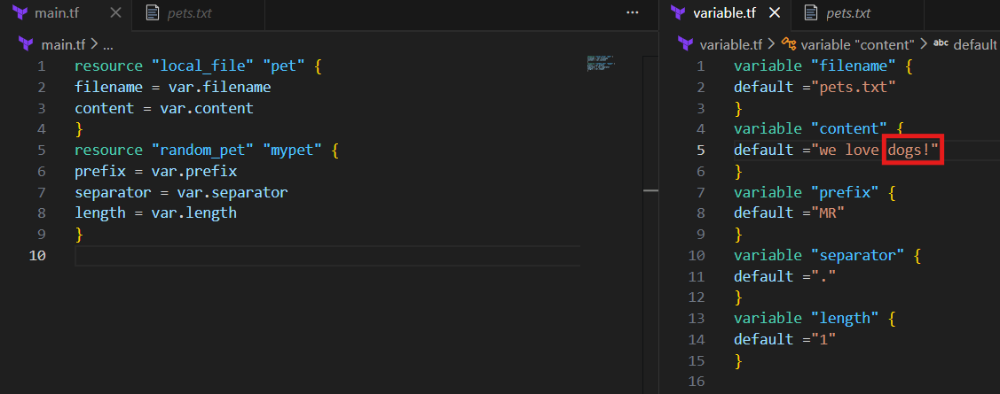 main.tf
pets.txt
...
main.tf > ...
1 resource "local_file" "pet" {
2 filename = var.filename
3 content = var.content
4 }
5 resource "random_pet" "mypet" {
6 prefix = var.prefix
7 separator = var.separator
8 length = var.length
9 }
10
variable.tf
pets.txt
variable.tf > variable "content" > abc default
1 variable "filename" {
2 default ="pets.txt"
3 }
4 variable "content" {
5 default ="we love dogs!"
6 }
7 variable "prefix" {
8 default ="MR"
9 }
10 variable "separator" {
11 default ="."
12 }
13 variable "length" {
14 default ="1"
15 }
16